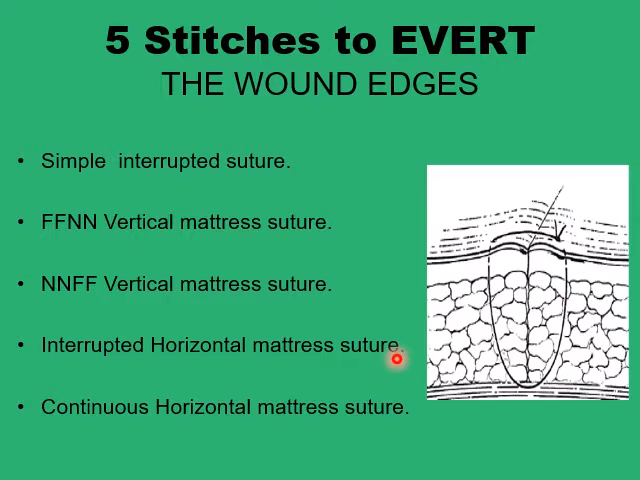 5 Stitches to EVERT
THE WOUND EDGES
• Simple  interrupted suture.
• FFNN Vertical mattress suture.
• NNFF Vertical mattress suture.
• Interrupted Horizontal mattress suture.
• Continuous Horizontal mattress suture.